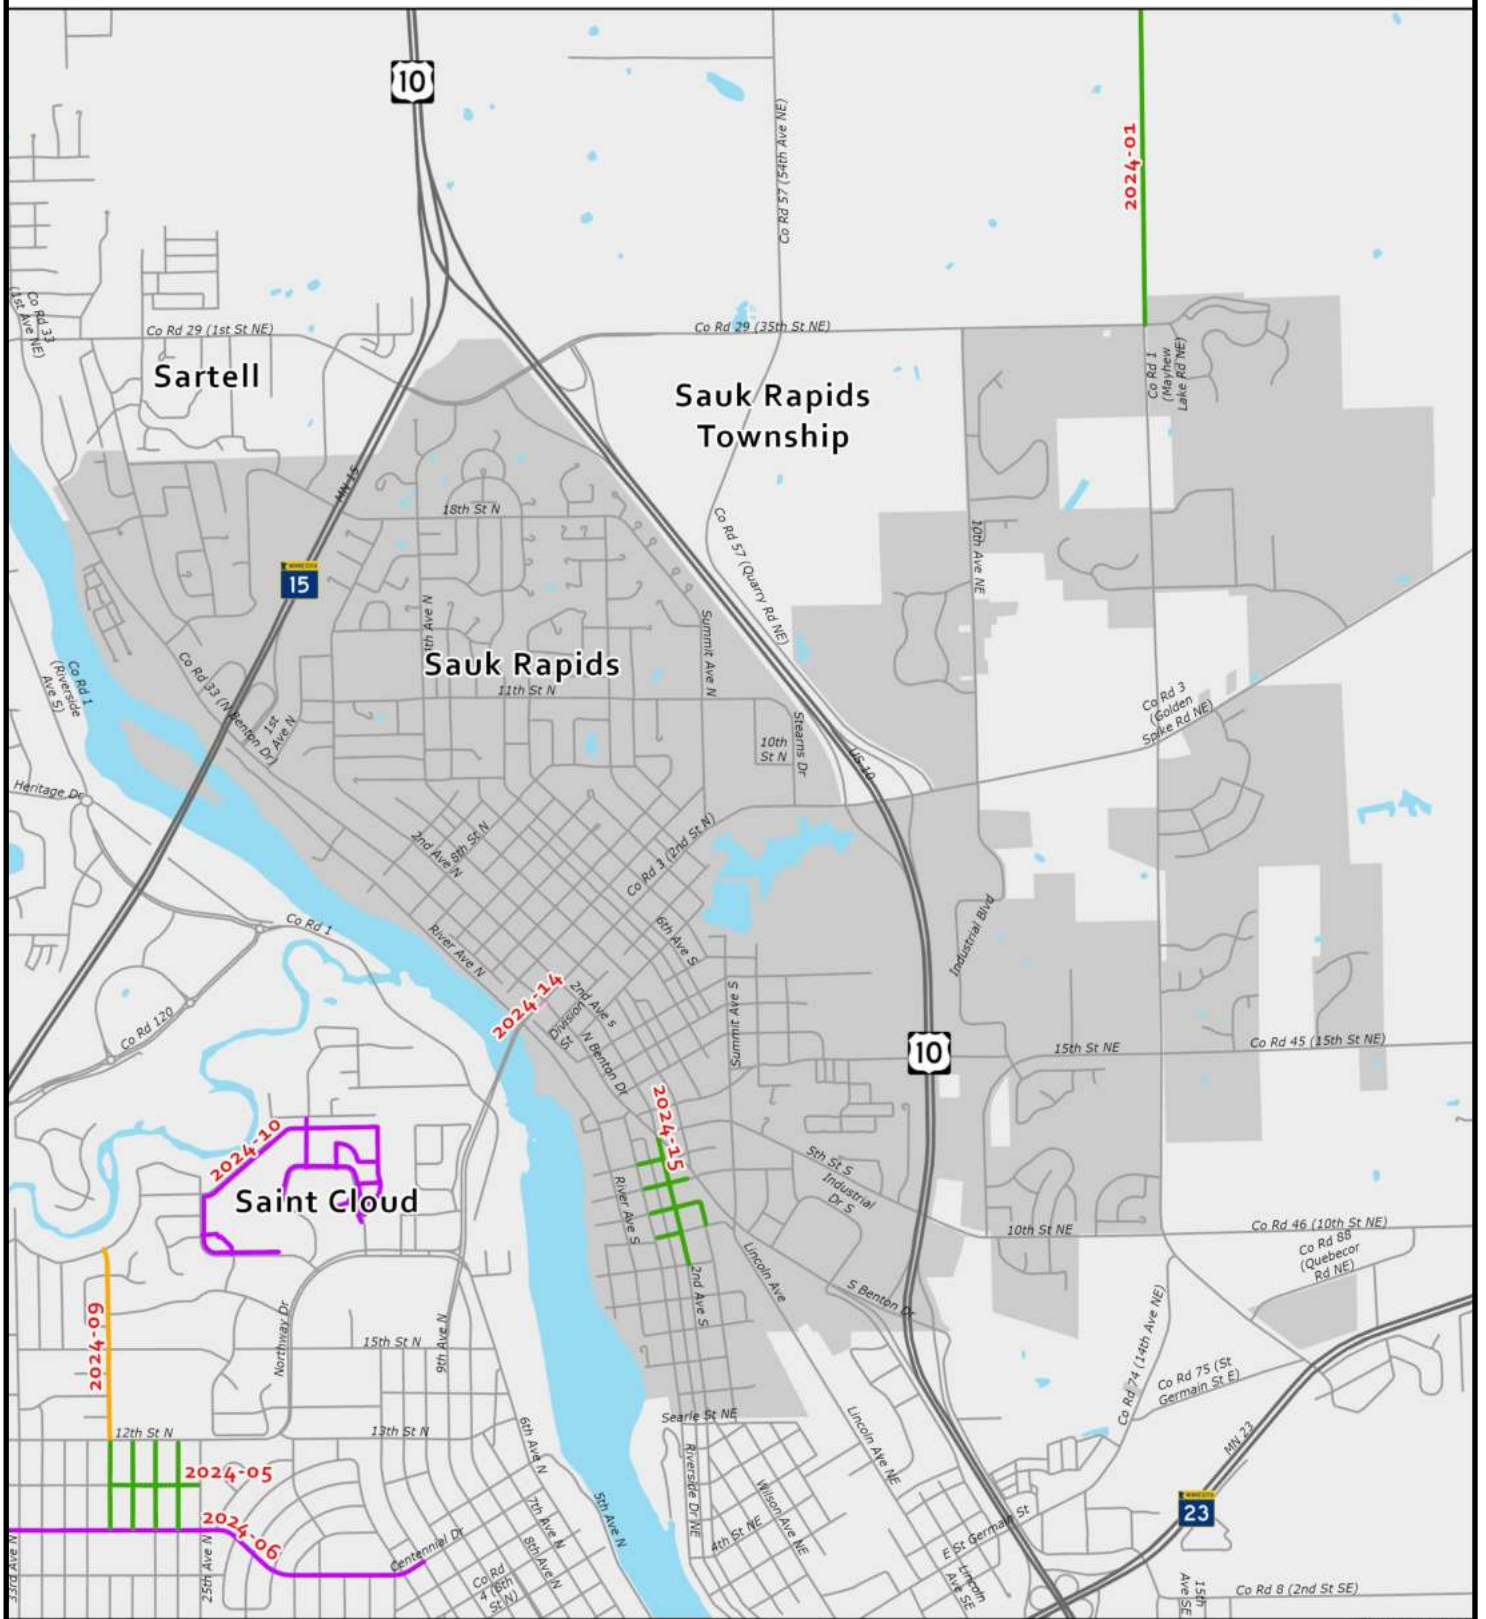 10
2024-01
Co Rd 57 (54th Ave NE)
Co Rd 33
(1st Ave NE)
Co Rd 29 (1st St NE)
Co Rd 29 (35th St NE)
Sartell
Sauk Rapids
Township
Co Rd 1
(Mayhew
Lake Rd NE)
MN 15
18th St N
15
Co Rd 57 (Quarry Rd NE)
10th Ave NE
Summit Ave N
Co Rd 33 (N Benton Dr)
Sauk Rapids
11th St N
Co Rd 1
(Riverside
Ave S)
1st
Ave N
Co Rd 3
(Golden
Spike Rd NE)
10th
St N
Stearns Dr
US 10
Heritage Dr
2nd Ave N
8th St N
Co Rd 3 (2nd St N)
Co Rd 1
River Ave N
6th Ave S
Industrial Blvd
2024-14
2nd Ave s
Division
St
N Benton Dr
Summit Ave S
Co Rd 120
10
15th St NE
Co Rd 45 (15th St NE)
2024-15
2024-10
Saint Cloud
5th St S
Industrial
Dr S
River Ave S
10th St NE
Co Rd 46 (10th St NE)
Co Rd 88
(Quebecor
Rd NE)
Lincoln Ave
S Benton Dr
2nd Ave S
2024-09
Northway Dr
15th St N
9th Ave N
Co Rd 74 (14th Ave NE)
Co Rd 75 (St
Germain St E)
Searle St NE
12th St N
13th St N
6th Ave N
Lincoln Ave NE
MN 23
2024-05
Riverside Dr NE
Wilson Ave NE
23
2024-06
5th Ave N
7th Ave N
8th Ave N
4th St NE
E St Germain St
Centennial Dr
33rd Ave N
25th Ave N
Co Rd
4 (8th
St N)
Lincoln
Ave SE
15th
Ave SE
Co Rd 8 (2nd St SE)